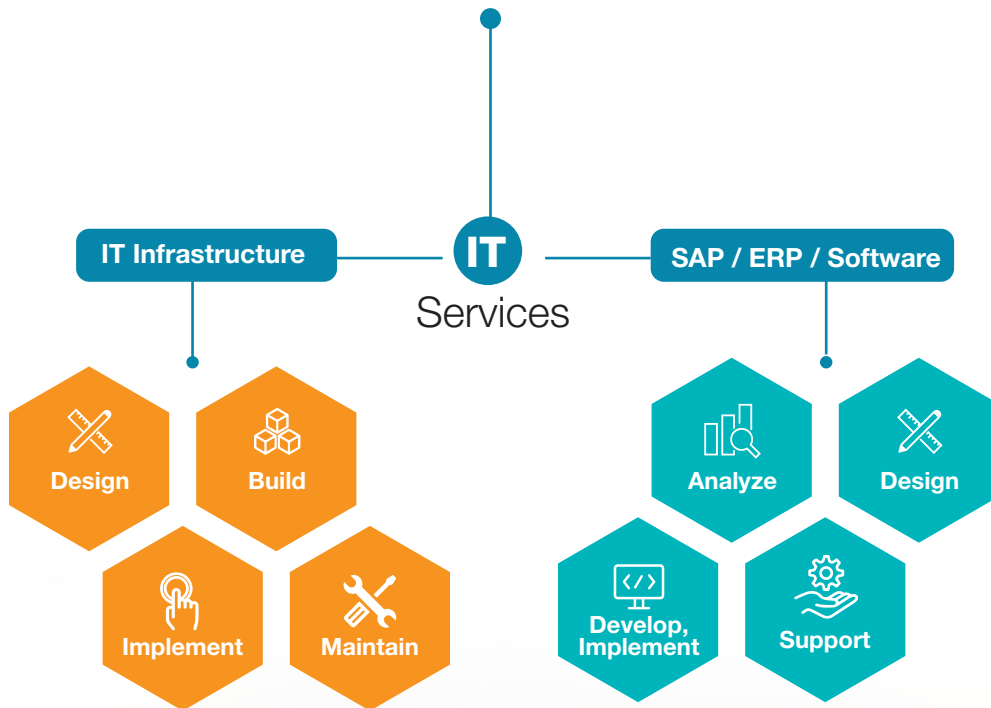 IT Infrastructure
IT
Services
SAP / ERP / Software
Design
Build
Implement
Maintain
Analyze
Design
Develop,
Implement
Support